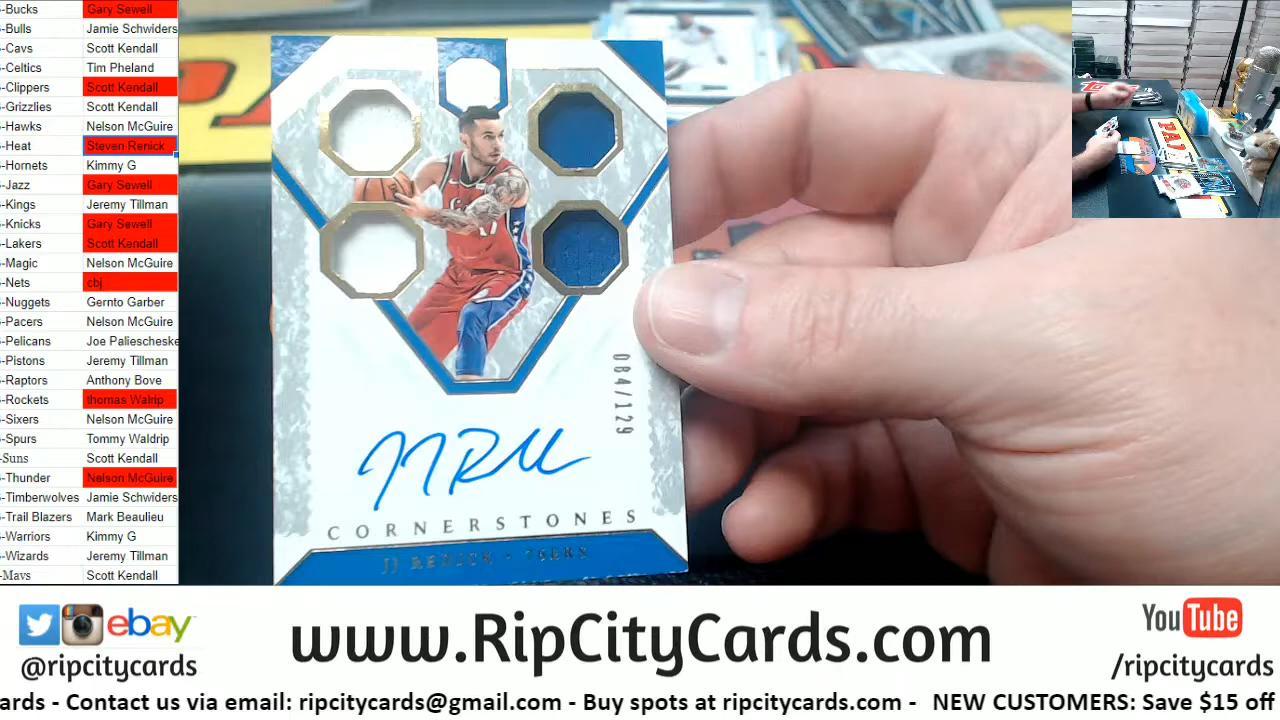 -Bucks Gary Sewell
-Bulls Jamie Schwiders
-Cavs Scott Kendall
-Celtics Tim Pheland
-Clippers Scott Kendall
-Grizzlies Scott Kendall
-Hawks Nelson McGuire
-Heat Steven Renick
-Hornets Kimmy G
-Jazz Gary Sewell
-Kings Jeremy Tillman
-Knicks Gary Sewell
-Lakers Scott Kendall
-Magic Nelson McGuire
-Nets cbj
-Nuggets Gernto Garber
-Pacers Nelson McGuire
-Pelicans Joe Paliescheske
-Pistons Jeremy Tillman
-Raptors Anthony Bove
-Rockets thomas Walrip
-Sixers Nelson McGuire
-Spurs Tommy Waldrip
-Suns Scott Kendall
-Thunder Nelson McGuire
-Timberwolves Jamie Schwiders
-Trail Blazers Mark Beaulieu
-Warriors Kimmy G
-Wizards Jeremy Tillman
-Mavs Scott Kendall
084/129
CORNERSTONES
JJ REDICK - 76ERS
ebay
@ripcitycards
www.RipCityCards.com
YouTube
/ripcitycards
ards - Contact us via email: ripcitycards@gmail.com - Buy spots at ripcitycards.com - NEW CUSTOMERS: Save $15 off